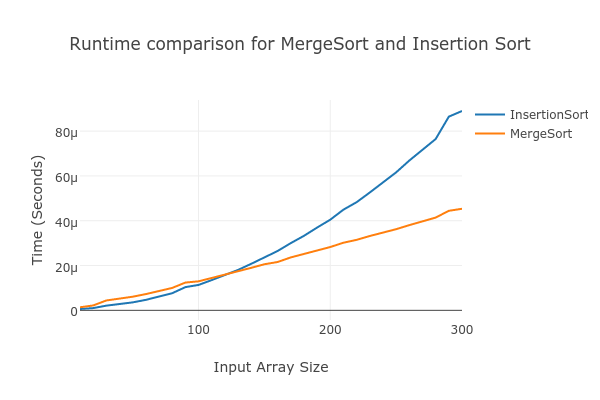 Runtime comparison for MergeSort and Insertion Sort
InsertionSort
MergeSort
80μ
60μ
40μ
20μ
0
Time (Seconds)
100
200
300
Input Array Size